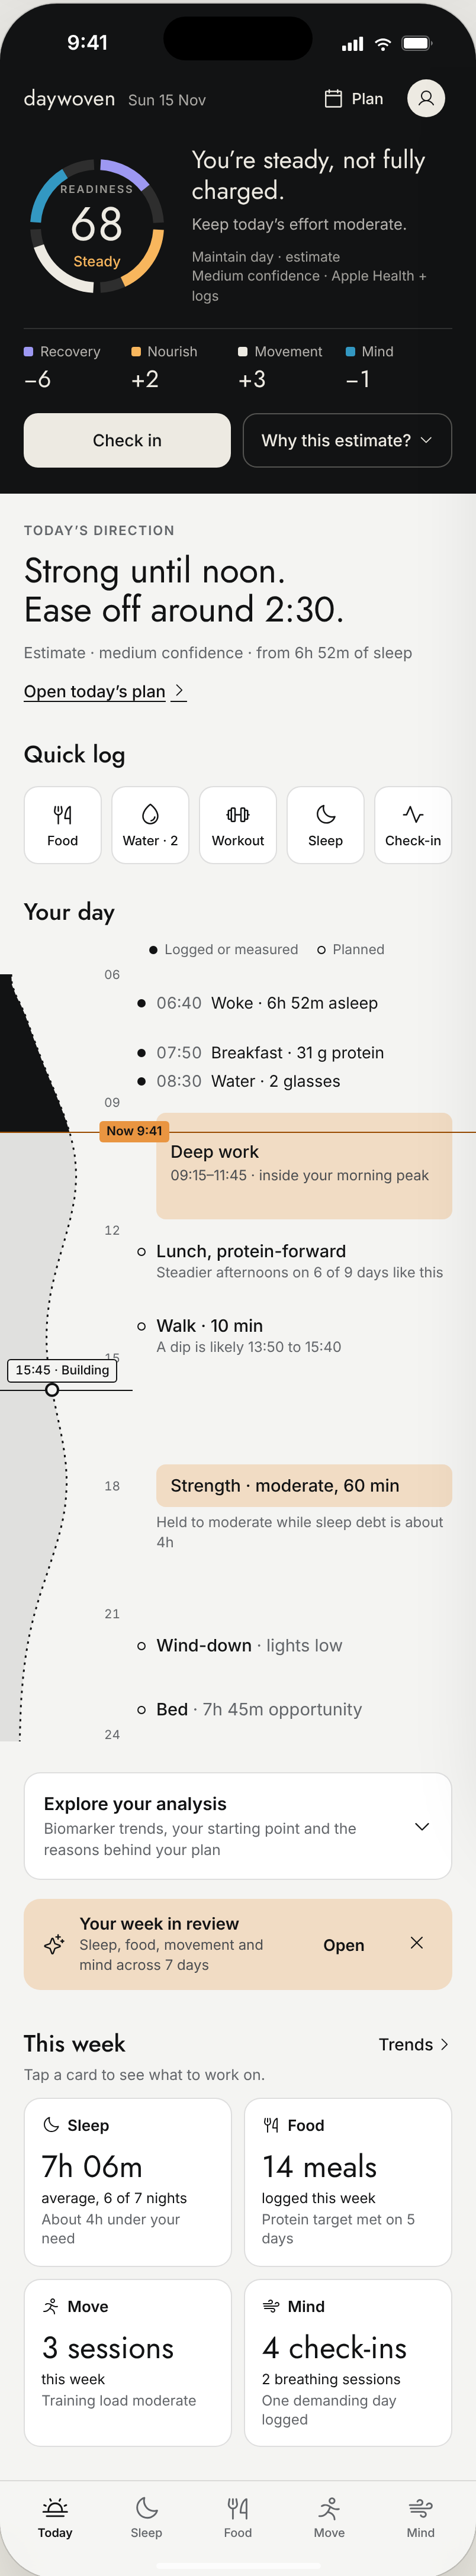 9:41
daywoven Sun 15 Nov Plan
READINESS
68
Steady
You’re steady, not fully
charged.
Keep today’s effort moderate.
Maintain day · estimate
Medium confidence · Apple Health +
logs
Recovery Nourish Movement Mind
−6 +2 +3 −1
Check in Why this estimate?
TODAY’S DIRECTION
Strong until noon.
Ease off around 2:30.
Estimate · medium confidence · from 6h 52m of sleep
Open today’s plan
Quick log
Food Water · 2 Workout Sleep Check-in
Your day
Logged or measured Planned
06
06:40 Woke · 6h 52m asleep
07:50 Breakfast · 31 g protein
08:30 Water · 2 glasses
09
Now 9:41
Deep work
09:15–11:45 · inside your morning peak
12
Lunch, protein-forward
Steadier afternoons on 6 of 9 days like this
Walk · 10 min
A dip is likely 13:50 to 15:40
15
15:45 · Building
18
Strength · moderate, 60 min
Held to moderate while sleep debt is about
4h
21
Wind-down · lights low
Bed · 7h 45m opportunity
24
Explore your analysis
Biomarker trends, your starting point and the
reasons behind your plan
Your week in review
Sleep, food, movement and
mind across 7 days
Open
This week Trends
Tap a card to see what to work on.
Sleep
7h 06m
average, 6 of 7 nights
About 4h under your
need
Food
14 meals
logged this week
Protein target met on 5
days
Move
3 sessions
this week
Training load moderate
Mind
4 check-ins
2 breathing sessions
One demanding day
logged
Today Sleep Food Move Mind